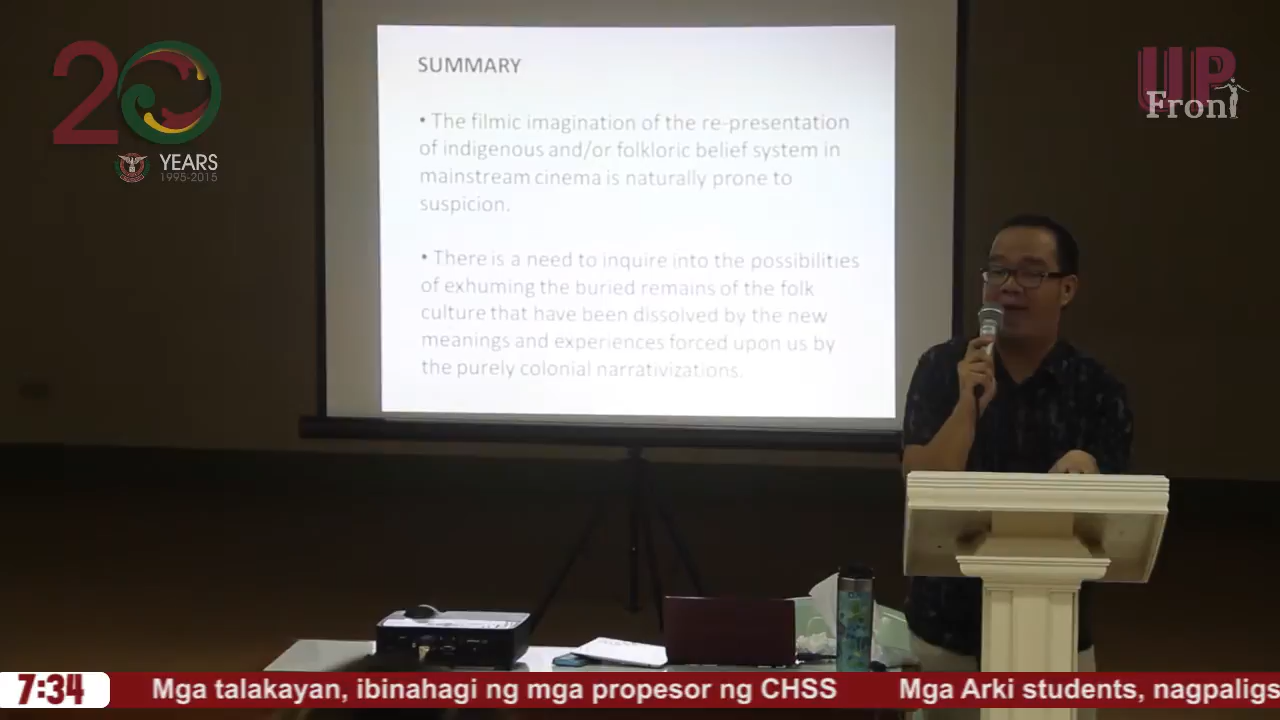 20
YEARS
1995-2015
UP
Front
SUMMARY
• The filmic imagination of the re-presentation
of indigenous and/or folkloric belief system in
mainstream cinema is naturally prone to
suspicion.
• There is a need to inquire into the possibilities
of exhuming the buried remains of the folk
culture that have been dissolved by the new
meanings and experiences forced upon us by
the purely colonial narrativizations.
7:34
Mga talakayan, ibinahagi ng mga propesor ng CHSS
Mga Arki students, nagpaligs